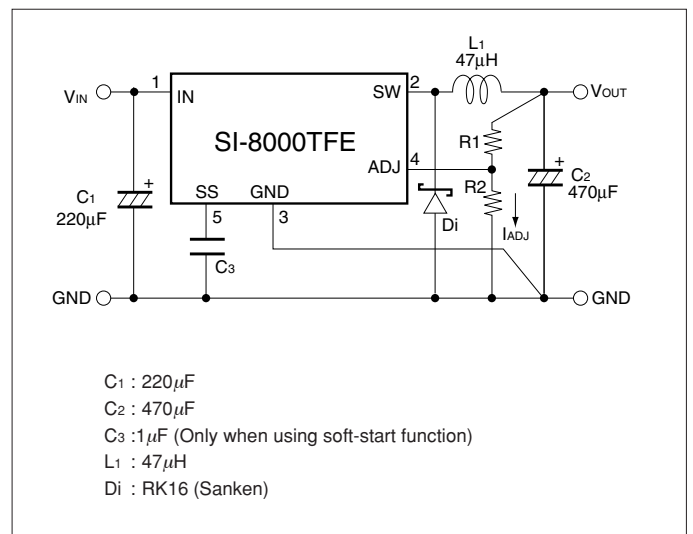 L1
47μH
1
2
VIN
IN
SW
VOUT
SI-8000TFE
R1
ADJ
4
R2
C1
220μF
+
SS
GND
5
3
Di
IADJ
+
C2
470μF
C3
GND
GND
C1 : 220μF
C2 : 470μF
C3 :1μF (Only when using soft-start function)
L1 : 47μH
Di : RK16 (Sanken)